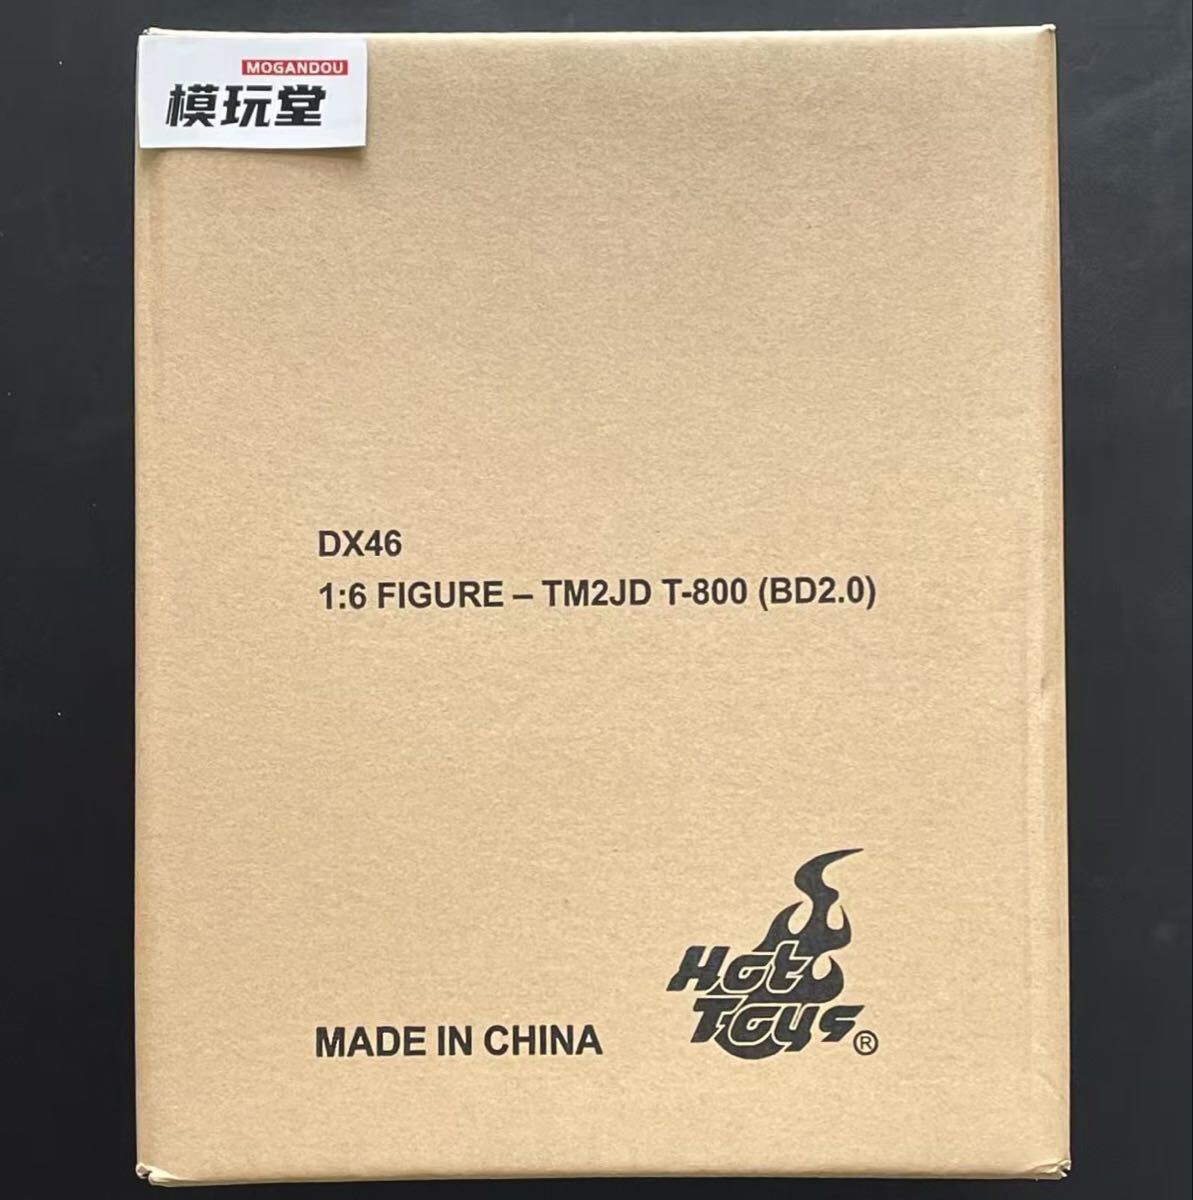 MOGANDOU
模玩堂
DX46
1:6 FIGURE – TM2JD T-800 (BD2.0)
MADE IN CHINA
Hot
Toys®